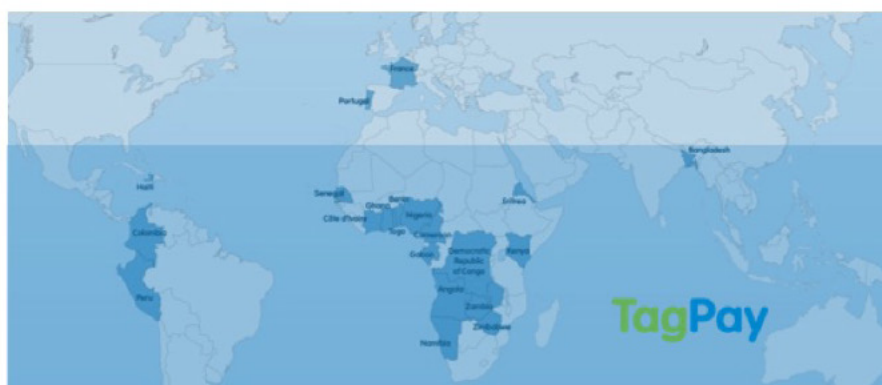 France
Portugal
Bangladesh
Haiti
Senegal
Benin
Eritrea
Ghana
Nigeria
Côte d'Ivoire
Togo
Cameroon
Colombia
Gabon
Democratic
Republic
of Congo
Kenya
Angola
Peru
Zambia
TagPay
Zimbabwe
Namibia